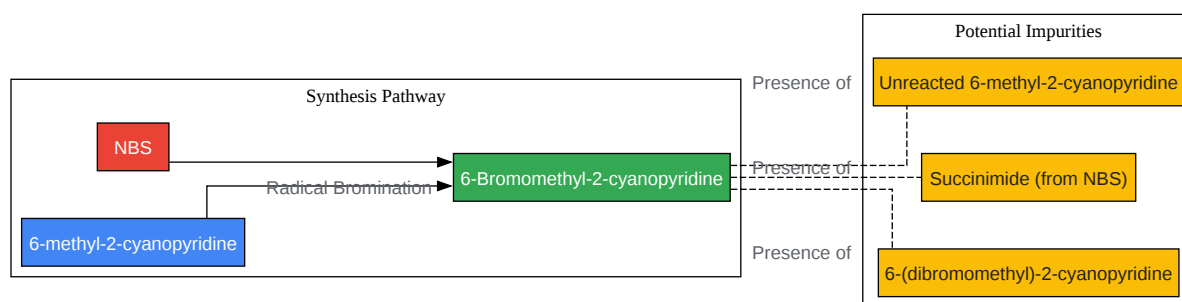 Potential Impurities
Presence of
Unreacted 6-methyl-2-cyanopyridine
Synthesis Pathway
NBS
Radical Bromination
6-Bromomethyl-2-cyanopyridine
Presence of
Succinimide (from NBS)
6-methyl-2-cyanopyridine
Presence of
6-(dibromomethyl)-2-cyanopyridine